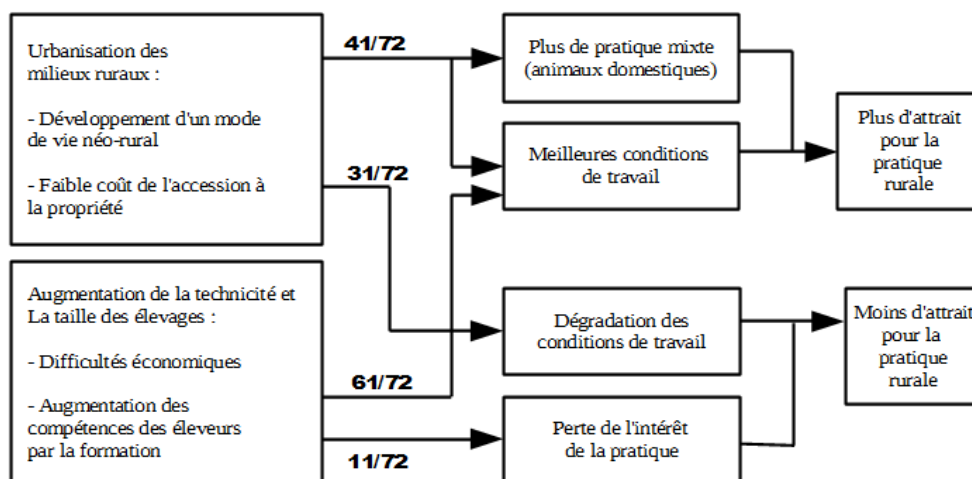 Urbanisation des
milieux ruraux :
- Développement d'un mode
de vie néo-rural
- Faible coût de l'accession à
la propriété
41/72
31/72
Plus de pratique mixte
(animaux domestiques)
Meilleures conditions
de travail
Plus d'attrait
pour la
pratique
rurale
Augmentation de la technicité et
La taille des élevages :
- Difficultés économiques
- Augmentation des
compétences des éleveurs
par la formation
61/72
11/72
Dégradation des
conditions de travail
Perte de l'intérêt
de la pratique
Moins d'attrait
pour la
pratique
rurale